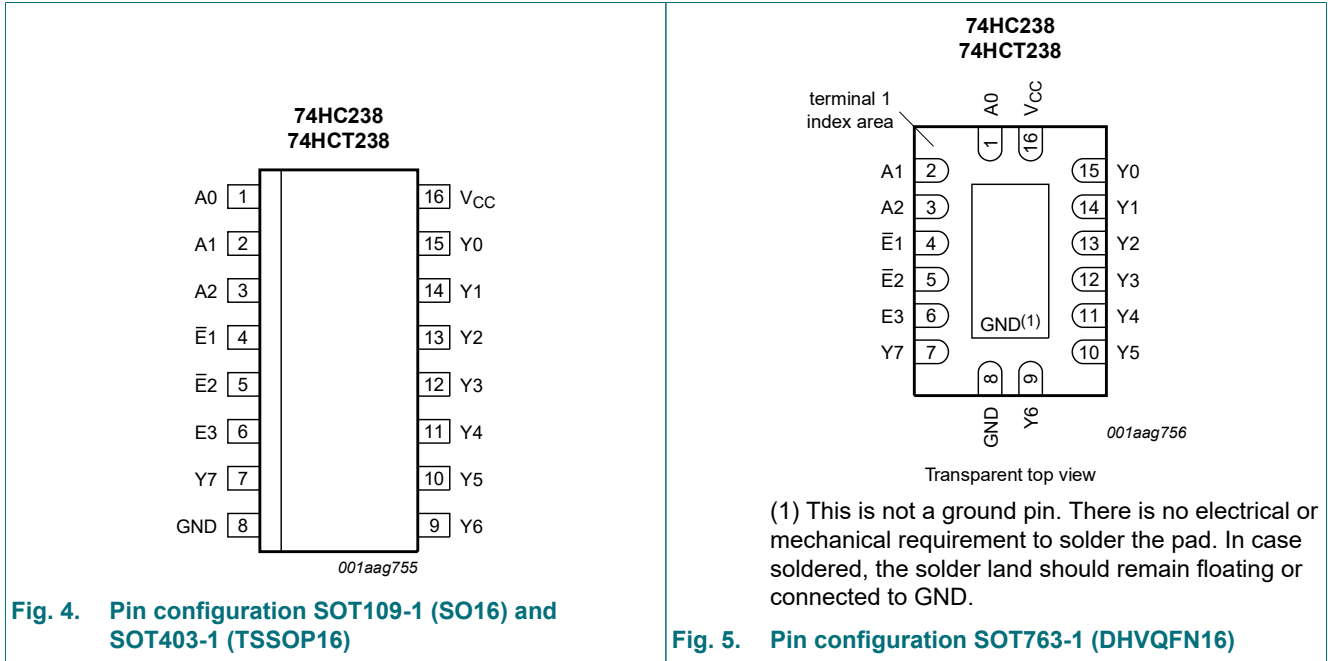 74HC238
74HCT238
A0 1
A1 2
A2 3
E̅1 4
E̅2 5
E3 6
Y7 7
GND 8
16 VCC
15 Y0
14 Y1
13 Y2
12 Y3
11 Y4
10 Y5
9 Y6
001aag755
Fig. 4. Pin configuration SOT109-1 (SO16) and
SOT403-1 (TSSOP16)
74HC238
74HCT238
terminal 1
index area
A0
VCC
1
16
A1 2
A2 3
E̅1 4
E̅2 5
E3 6
Y7 7
15 Y0
14 Y1
13 Y2
12 Y3
11 Y4
10 Y5
GND(1)
8
9
GND
Y6
001aag756
Transparent top view
(1) This is not a ground pin. There is no electrical or
mechanical requirement to solder the pad. In case
soldered, the solder land should remain floating or
connected to GND.
Fig. 5. Pin configuration SOT763-1 (DHVQFN16)